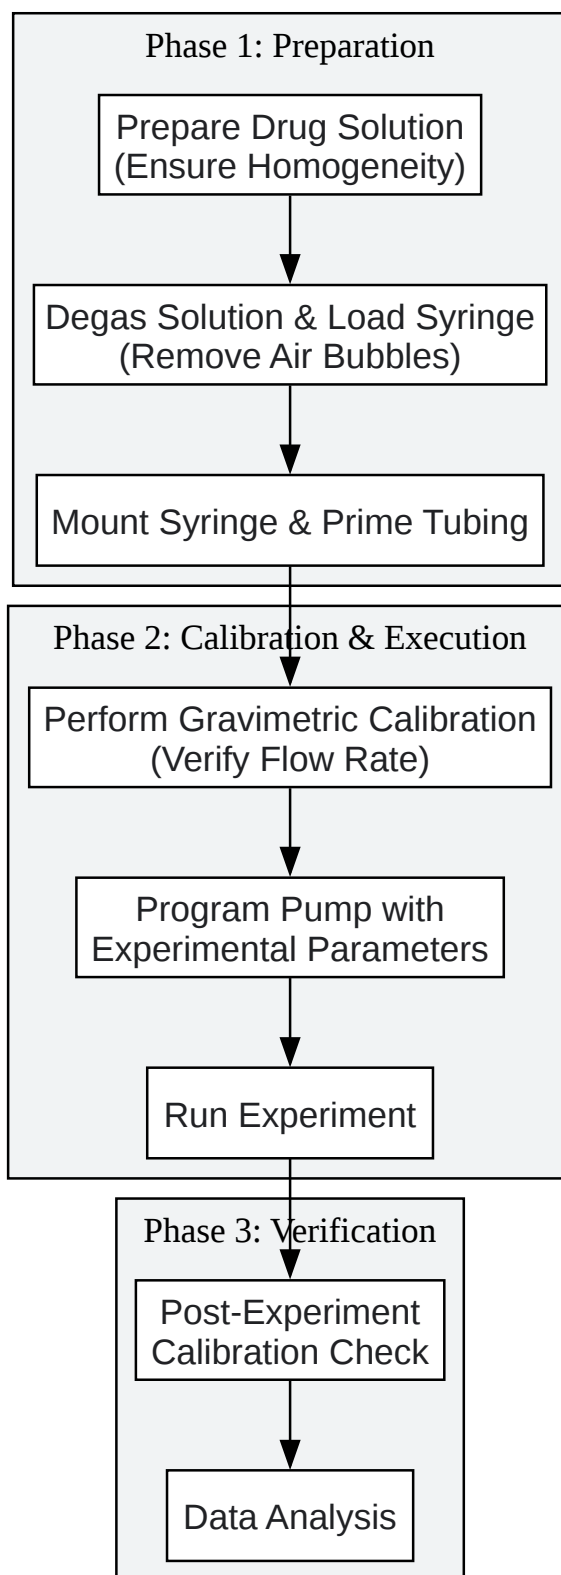 Phase 1: Preparation
Prepare Drug Solution
(Ensure Homogeneity)
Degas Solution & Load Syringe
(Remove Air Bubbles)
Mount Syringe & Prime Tubing
Phase 2: Calibration & Execution
Perform Gravimetric Calibration
(Verify Flow Rate)
Program Pump with
Experimental Parameters
Run Experiment
Phase 3: Verification
Post-Experiment
Calibration Check
Data Analysis